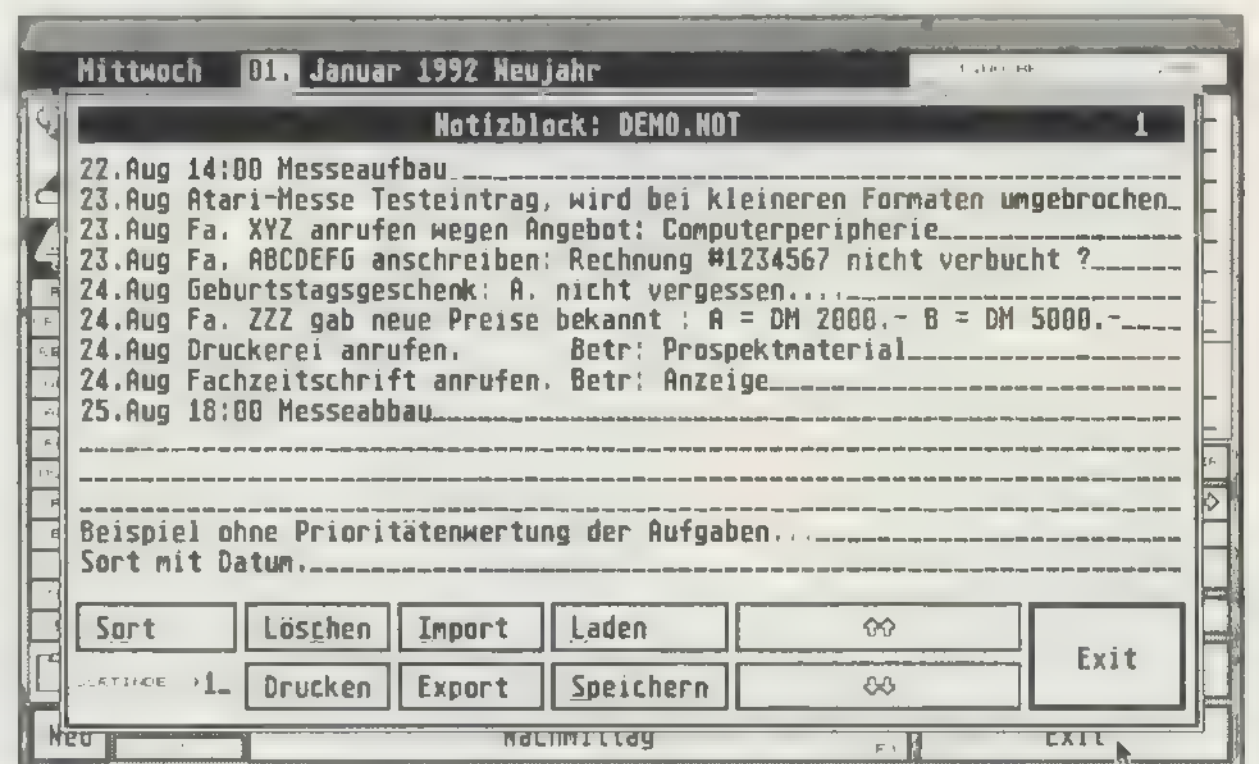 Mittwoch 01. Januar 1992 Neujahr
Notizblock: DEMO.NOT 1
22.Aug 14:00 Messeaufbau
23.Aug Atari-Messe Testeintrag, wird bei kleineren Formaten umgebrochen
23.Aug Fa. XYZ anrufen wegen Angebot: Computerperipherie
23.Aug Fa. ABCDEFG anschreiben: Rechnung #1234567 nicht verbucht ?
24.Aug Geburtstagsgeschenk: A. nicht vergessen....
24.Aug Fa. ZZZ gab neue Preise bekannt : A = DM 2000.- B = DM 5000.-
24.Aug Druckerei anrufen. Betr: Prospektmaterial
24.Aug Fachzeitschrift anrufen. Betr: Anzeige
25.Aug 18:00 Messeabbau
Beispiel ohne Prioritätenwertung der Aufgaben...
Sort mit Datum.
Sort Löschen Import Laden Exit
1 Drucken Export Speichern
Neu Nachmittag Exit